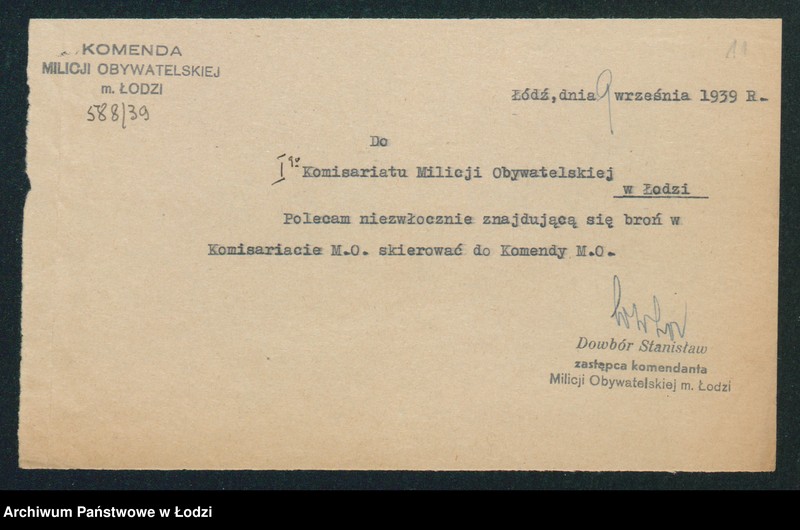 11
KOMENDA
MILICJI OBYWATELSKIEJ
m. ŁODZI
588/39
Łódź,dnia 9 września 1939 R.-
Do
I go Komisariatu Milicji Obywatelskiej
w Łodzi
Polecam niezwłocznie znajdującą się broń w
Komisariacie M.O. skierować do Komendy M.O.-
Dowbór Stanisław
zastępca komendanta
Milicji Obywatelskiej m. Łodzi
Archiwum Państwowe w Łodzi